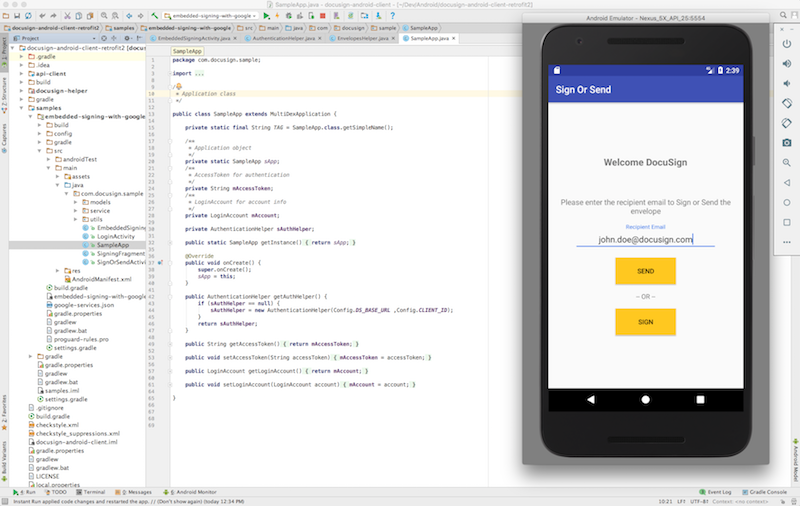 SampleApp.java - docusign-android-client - [~/Dev/Android/docusign-android-client-retrofit2]
embedded-signing-with-google
docusign-android-client-retrofit2
samples
embedded-signing-with-google
src
main
java
com
docusign
sample
SampleApp
Project
EmbeddedSigningActivity.java
AuthenticationHelper.java
EnvelopesHelper.java
SampleApp.java
1: Project
Z: Structure
Captures
2: Favorites
Build Variants
docusign-android-client-retrofit2 [docu
.gradle
.idea
api-client
build
docusign-helper
gradle
samples
embedded-signing-with-google
build
config
gradle
src
androidTest
main
assets
java
com.docusign.sample
models
service
utils
EmbeddedSigning
LoginActivity
SampleApp
SigningFragment
SignOrSendActivi
res
AndroidManifest.xml
build.gradle
embedded-signing-with-goog
google-services.json
gradle.properties
gradlew
gradlew.bat
proguard-rules.pro
settings.gradle
gradle
gradle.properties
gradlew
gradlew.bat
samples.iml
settings.gradle
.gitignore
build.gradle
checkstyle.xml
checkstyle_suppressions.xml
docusign-android-client.iml
gradle.properties
gradlew
gradlew.bat
LICENSE
local.properties
SampleApp
package com.docusign.sample;
import ...
/**
* Application class
*/
public class SampleApp extends MultiDexApplication {
private static final String TAG = SampleApp.class.getSimpleName();
/**
* Application object
*/
private static SampleApp sApp;
/**
* AccessToken for authentication
*/
private String mAccessToken;
/**
* LoginAccount for account info
*/
private LoginAccount mAccount;
private AuthenticationHelper sAuthHelper;
public static SampleApp getInstance() { return sApp; }
@Override
public void onCreate() {
super.onCreate();
sApp = this;
}
public AuthenticationHelper getAuthHelper() {
if (sAuthHelper == null) {
sAuthHelper = new AuthenticationHelper(Config.DS_BASE_URL ,Config.CLIENT_ID);
}
return sAuthHelper;
}
public String getAccessToken() { return mAccessToken; }
public void setAccessToken(String accessToken) { mAccessToken = accessToken; }
public LoginAccount getLoginAccount() { return mAccount; }
public void setLoginAccount(LoginAccount account) { mAccount = account; }
}
Android Emulator - Nexus_5X_API_25:5554
2:39
Sign Or Send
Welcome DocuSign
Please enter the recipient email to Sign or Send the
envelope
Recipient Email
john.doe@docusign.com
SEND
-- OR --
SIGN
Android Model
4: Run
TODO
Terminal
0: Messages
6: Android Monitor
Event Log
Gradle Console
Instant Run applied code changes and restarted the app. // (Don't show again) (today 12:34 PM)
10:21
LF‡
UTF-8‡
Context: <no context>